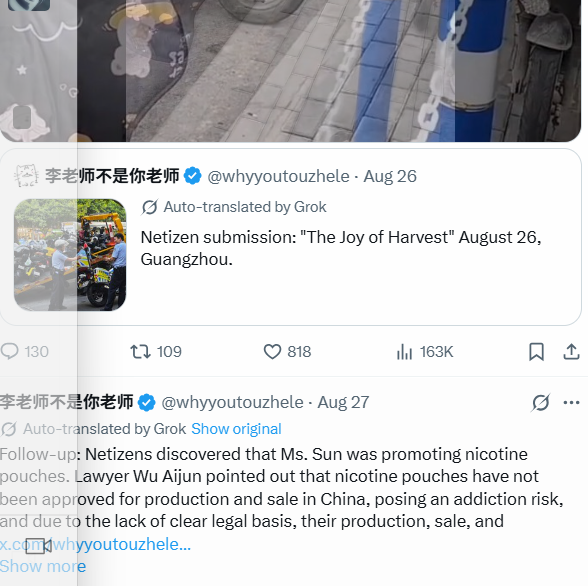 李老师不是你老师 @whyyoutouzhele · Aug 26
Auto-translated by Grok
Netizen submission: "The Joy of Harvest" August 26,
Guangzhou.
130 109 818 163K
李老师不是你老师 @whyyoutouzhele · Aug 27
Auto-translated by Grok Show original
Follow-up: Netizens discovered that Ms. Sun was promoting nicotine
pouches. Lawyer Wu Aijun pointed out that nicotine pouches have not
been approved for production and sale in China, posing an addiction risk,
and due to the lack of clear legal basis, their production, sale, and
x.com/whyyoutouzhele...
Show more